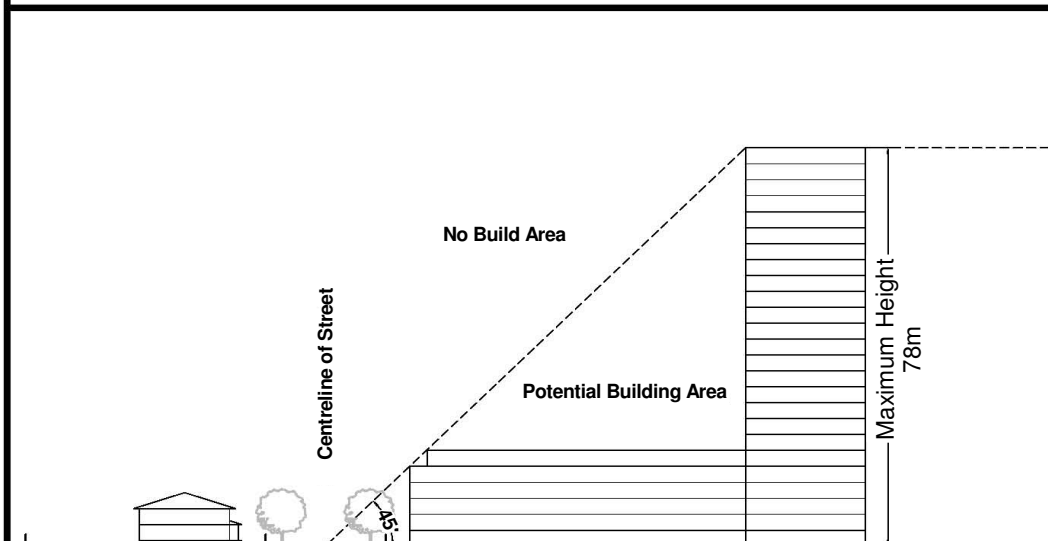 No Build Area
Centreline of Street
Potential Building Area
Maximum Height
78m
45°